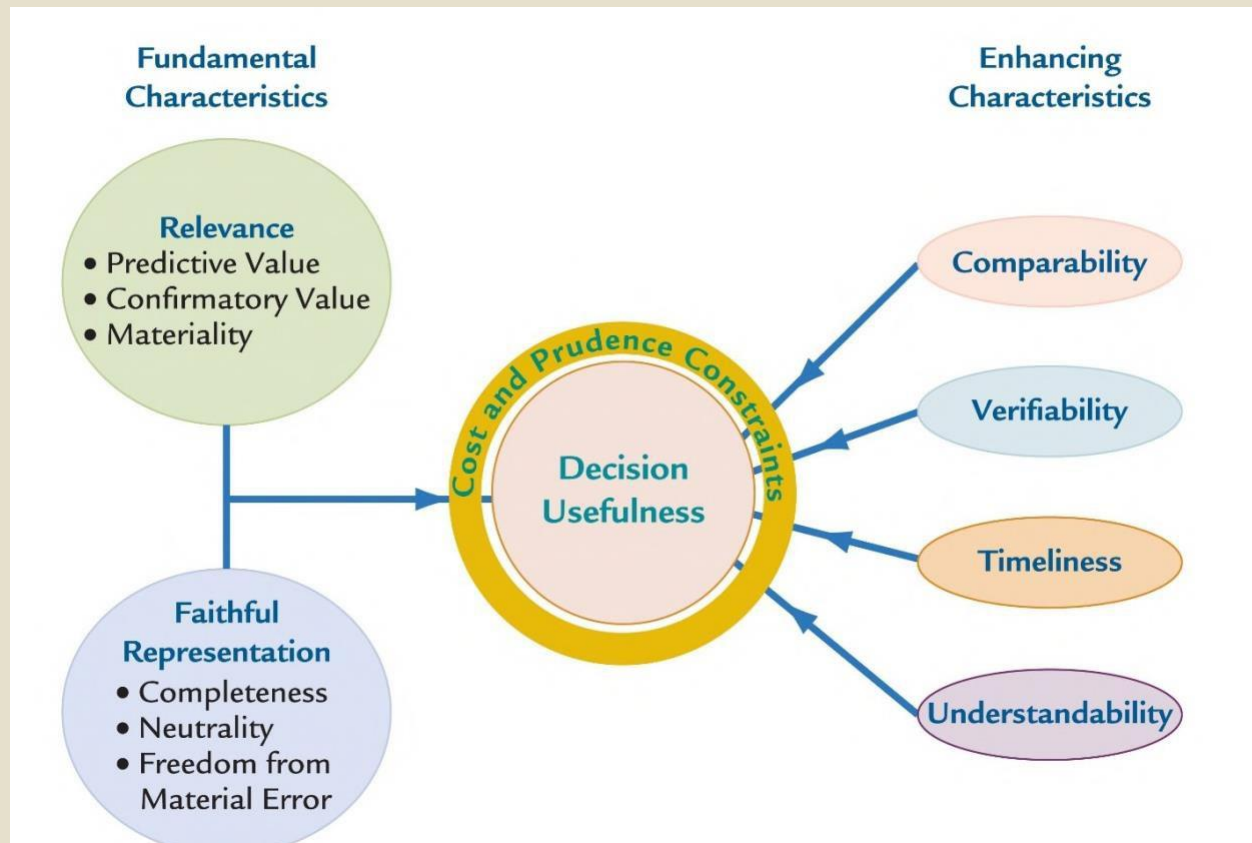 Fundamental
Characteristics
Relevance
• Predictive Value
• Confirmatory Value
• Materiality
Faithful
Representation
• Completeness
• Neutrality
• Freedom from
Material Error
Cost and Prudence Constraints
Decision
Usefulness
Enhancing
Characteristics
Comparability
Verifiability
Timeliness
Understandability